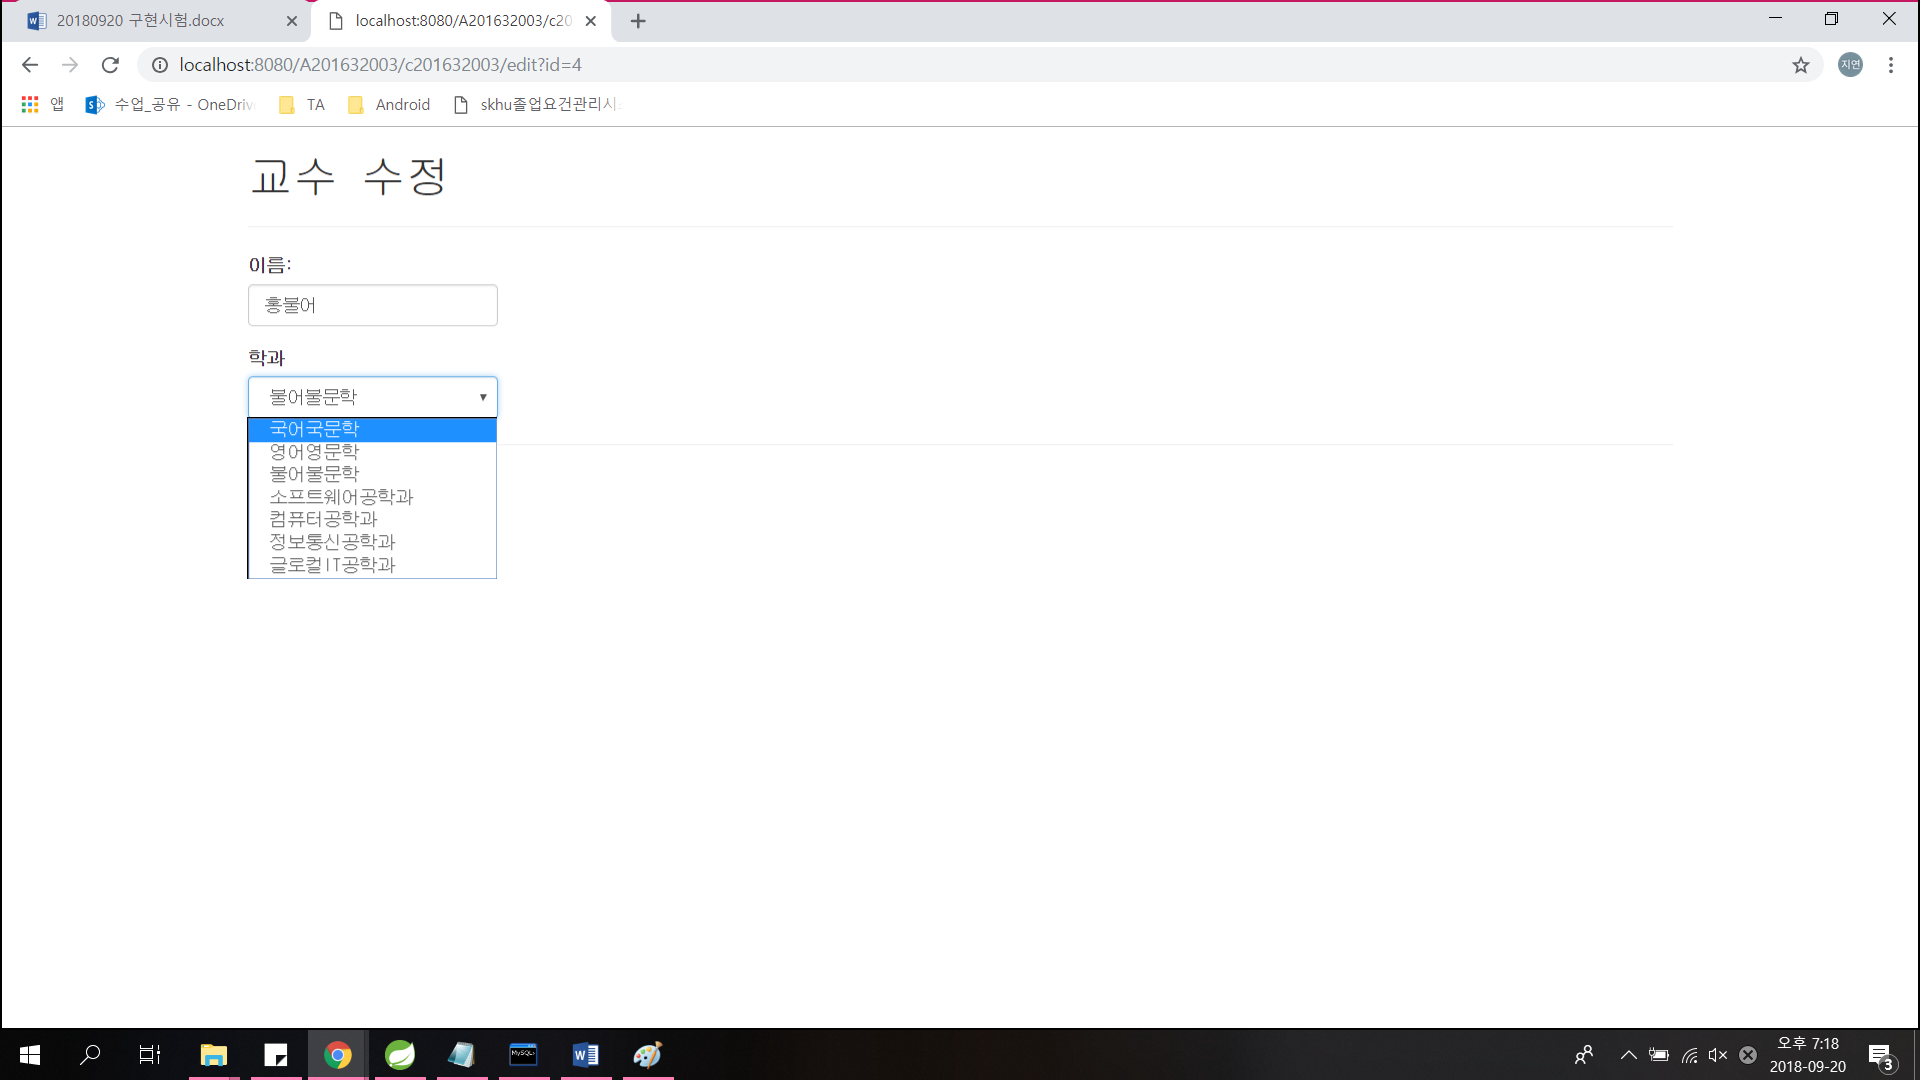 20180920 구현시험.docx
localhost:8080/A201632003/c20
localhost:8080/A201632003/c201632003/edit?id=4
지연
앱
수업_공유 - OneDriv
TA
Android
skhu졸업요건관리시
교수 수정
이름:
홍불어
학과
불어불문학
국어국문학
영어영문학
불어불문학
소프트웨어공학과
컴퓨터공학과
정보통신공학과
글로컬IT공학과
오후 7:18
2018-09-20
3